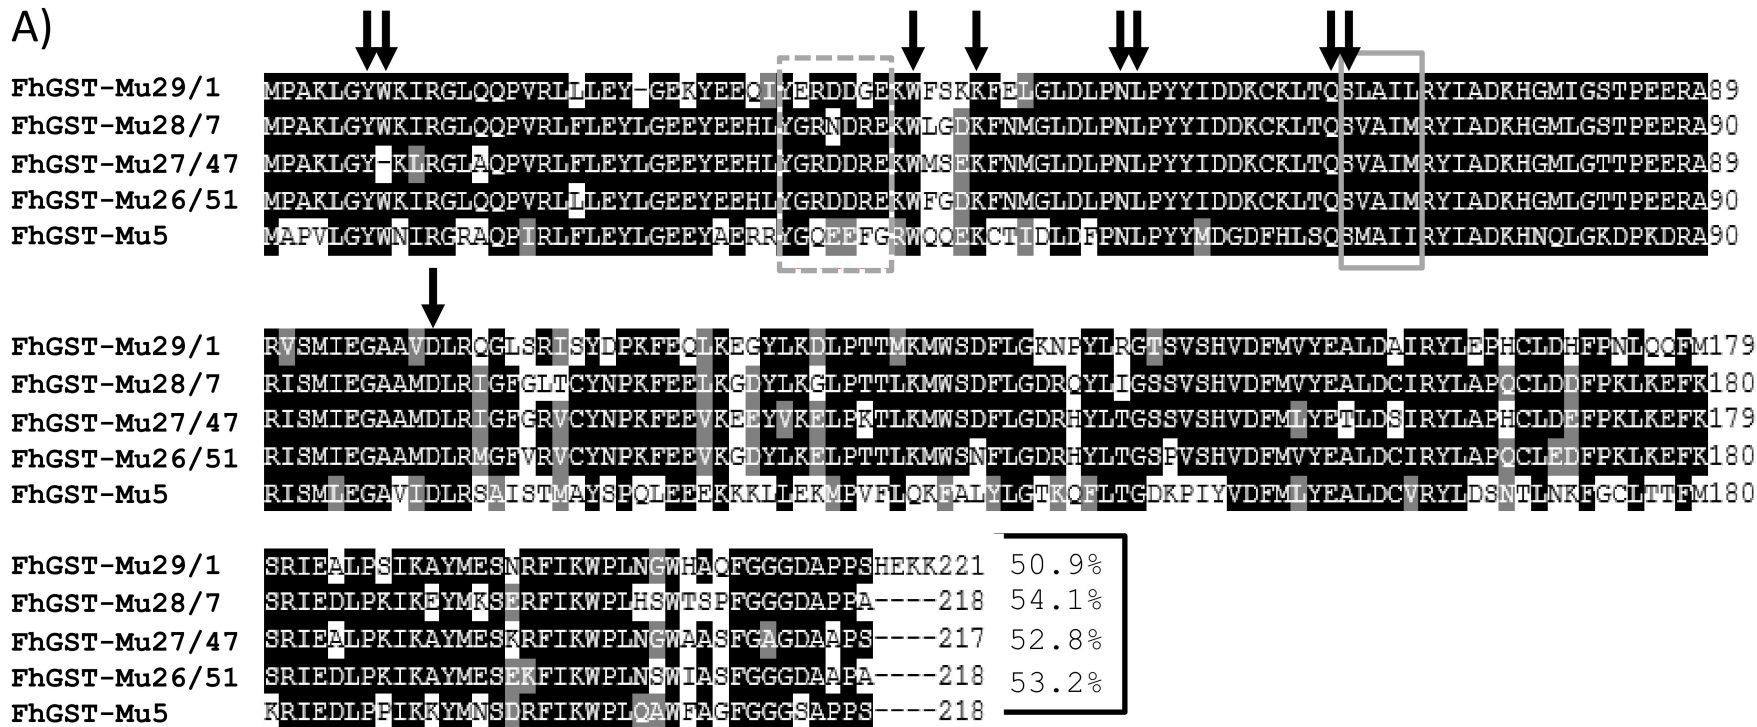 A)
FhGST-Mu29/1 MPAKLGYWKIRGLQQPVRLLLEY-GEKYEEQIYERDDGEKWFSKKFELGLDLPNLPYYIDDKCKLTQSLAILRYIADKHGMIGSTPEERA89
FhGST-Mu28/7 MPAKLGYWKIRGLQQPVRLFLEYLGEEYEEHLYGRNDREKWLGDKFNMGLDLPNLPYYIDDKCKLTQSVAIMRYIADKHGMLGSTPEERA90
FhGST-Mu27/47 MPAKLGY-KLRGLAQPVRLFLEYLGEEYEEHLYGRDDREKWMSEKFNMGLDLPNLPYYIDDKCKLTQSVAIMRYIADKHGMLGTTPEERA89
FhGST-Mu26/51 MPAKLGYWKIRGLQQPVRLLLEYLGEEYEEHLYGRDDREKWFGDKFNMGLDLPNLPYYIDDKCKLTQSVAIMRYIADKHGMLGTTPEERA90
FhGST-Mu5 MAPVLGYWNIRGRAQPIRLFLEYLGEEYAERRYGQEEFGRWQQEKCTIDLDFPNLPYYMDGDFHLSQSMAIIRYIADKHNQLGKDPKDRA90
FhGST-Mu29/1 RVSMIEGAAVDLRQGLSRISYDPKFEQLKEGYLKDLPTTMKMWSDFLGKNPYLRGTSVSHVDFMVYEALDAIRYLEPHCLDHFPNLQQFM179
FhGST-Mu28/7 RISMIEGAAMDLRIGFGLTCYNPKFEELKGDYLKGLPTTLKMWSDFLGDRQYLIGSSVSHVDFMVYEALDCIRYLAPQCLDDFPKLKEFK180
FhGST-Mu27/47 RISMIEGAAMDLRIGFGRVCYNPKFEEVKEEYVKELPKTLKMWSDFLGDRHYLTGSSVSHVDFMLYETLDSIRYLAPHCLDEFPKLKEFK179
FhGST-Mu26/51 RISMIEGAAMDLRMGFVRVCYNPKFEEVKGDYLKELPTTLKMWSNFLGDRHYLTGSPVSHVDFMVYEALDCIRYLAPQCLEDFPKLKEFK180
FhGST-Mu5 RISMLEGAVIDLRSAISTMAYSPQLEEEKKKLLEKMPVFLQKFALYLGTKQFLTGDKPIYVDFMLYEALDCVRYLDSNTLNKFGCLTTFM180
FhGST-Mu29/1 SRIEALPSIKAYMESNRFIKWPLNGWHAQFGGGDAPPSHEKK221 50.9%
FhGST-Mu28/7 SRIEDLPKIKEYMKSERFIKWPLHSWTSPFGGGDAPPA----218 54.1%
FhGST-Mu27/47 SRIEALPKIKAYMESKRFIKWPLNGWAASFGAGDAAPS----217 52.8%
FhGST-Mu26/51 SRIEDLPKIKAYMESEKFIKWPLNSWIASFGGGDAAPA----218 53.2%
FhGST-Mu5 KRIEDLPPIKKYMNSDRFIKWPLQAWFAGFGGGSAPPS----218